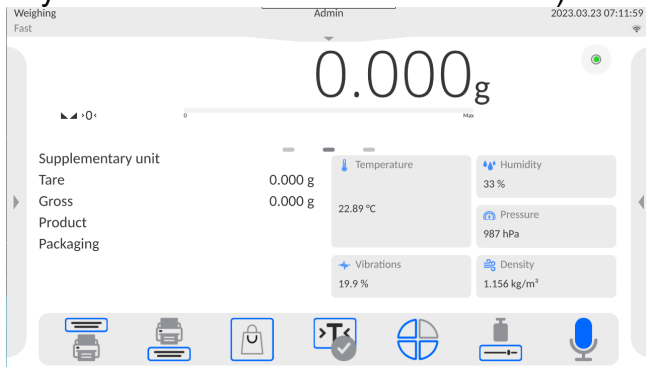 Weighing Admin 2023.03.23 07:11:59
Fast
0.000g
›0‹ 0 Max
Supplementary unit
Tare 0.000 g
Gross 0.000 g
Product
Packaging
Temperature
22.89 °C
Humidity
33 %
Pressure
987 hPa
Vibrations
19.9 %
Density
1.156 kg/m³
>T<